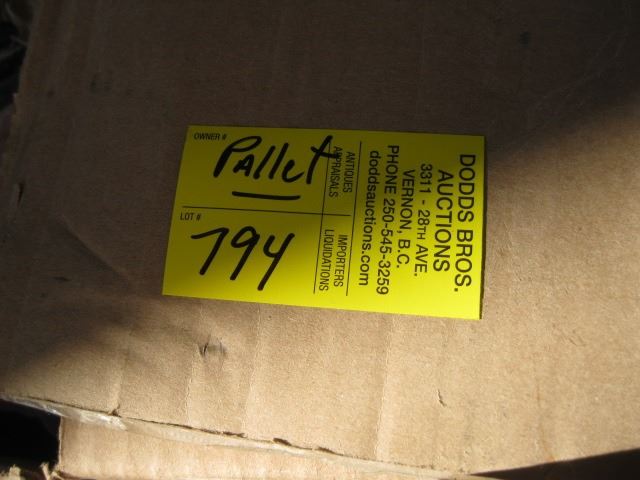 DODDS BROS.
AUCTIONS
3311 - 28TH AVE.
VERNON, B.C.
PHONE 250-545-3259
doddsauctions.com
ANTIQUES
APPRAISALS
IMPORTERS
LIQUIDATIONS
OWNER #
Pallet
LOT #
794